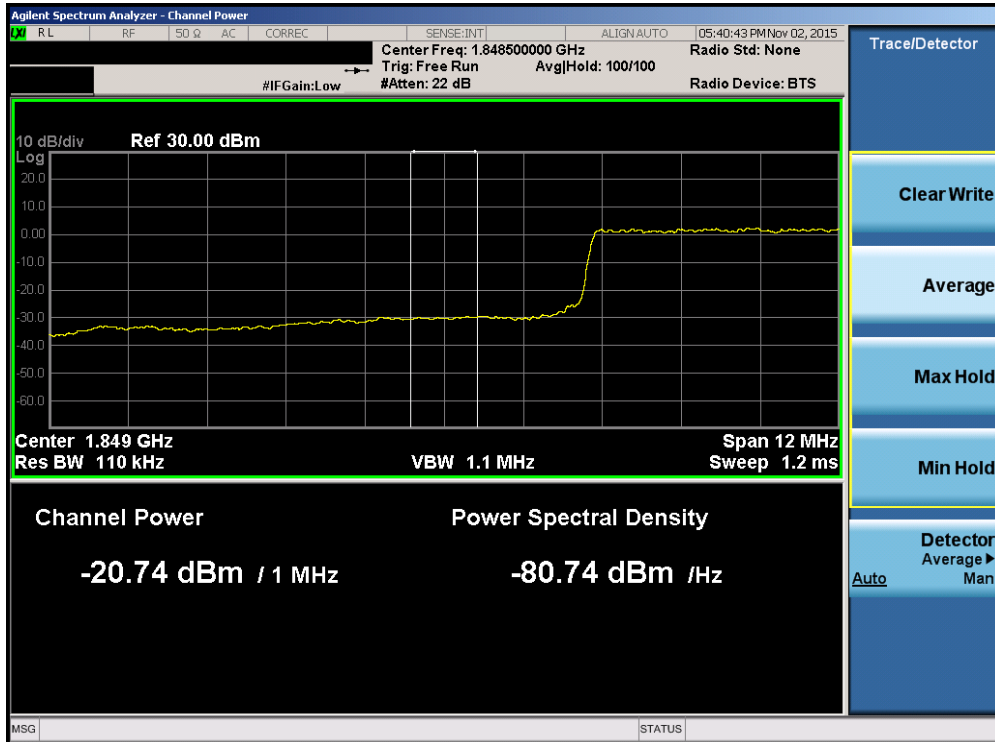 Agilent Spectrum Analyzer - Channel Power
LXI RL RF 50 Ω AC CORREC SENSE:INT ALIGNAUTO 05:40:43 PM Nov 02, 2015
Center Freq: 1.848500000 GHz Radio Std: None
Trig: Free Run Avg|Hold: 100/100
#IFGain:Low #Atten: 22 dB Radio Device: BTS
10 dB/div Ref 30.00 dBm
Log
20.0
10.0
0.00
-10.0
-20.0
-30.0
-40.0
-50.0
-60.0
Center 1.849 GHz Span 12 MHz
Res BW 110 kHz VBW 1.1 MHz Sweep 1.2 ms
Channel Power Power Spectral Density
-20.74 dBm / 1 MHz -80.74 dBm /Hz
MSG STATUS
Trace/Detector
Clear Write
Average
Max Hold
Min Hold
Detector
Average ▶
Auto Man